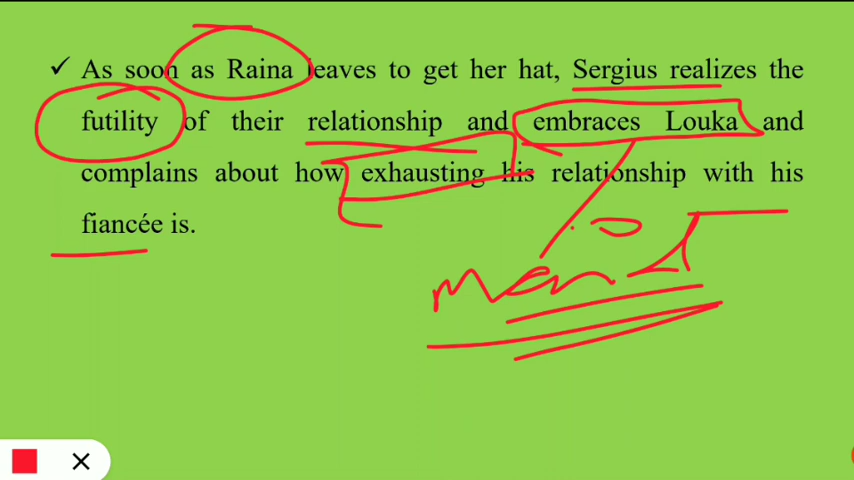 ✓ As soon as Raina leaves to get her hat, Sergius realizes the
futility of their relationship and embraces Louka and
complains about how exhausting his relationship with his
fiancée is.